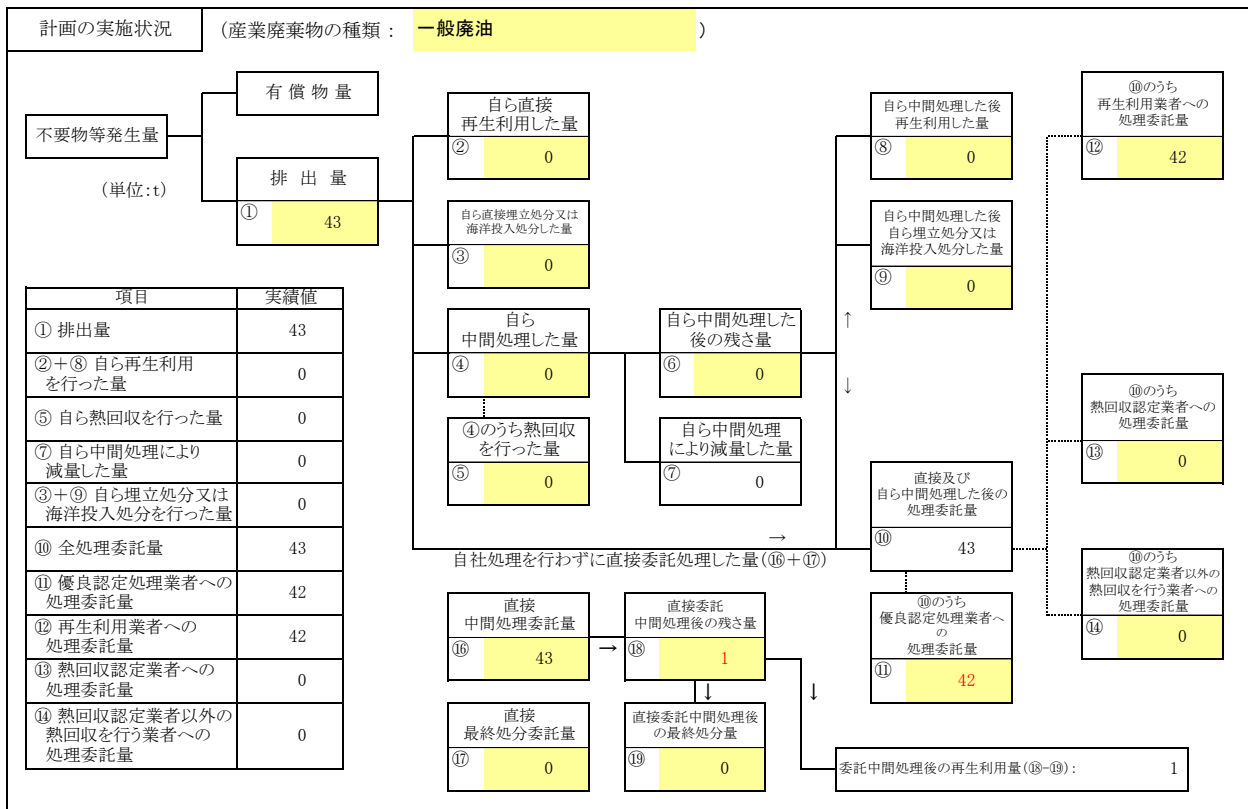 計画の実施状況
(産業廃棄物の種類： 一般廃油 )
有償物量
不要物等発生量
(単位:t)
排出量
① 43
自ら直接
再生利用した量
② 0
自ら直接埋立処分又は
海洋投入処分した量
③ 0
自ら
中間処理した量
④ 0
④のうち熱回収
を行った量
⑤ 0
自ら中間処理した
後の残さ量
⑥ 0
自ら中間処理
により減量した量
⑦ 0
自ら中間処理した後
再生利用した量
⑧ 0
自ら中間処理した後
自ら埋立処分又は
海洋投入処分した量
⑨ 0
↑
↓
直接及び
自ら中間処理した後の
処理委託量
⑩ 43
→
自社処理を行わずに直接委託処理した量(⑯＋⑰)
⑩のうち
再生利用業者への
処理委託量
⑫ 42
⑩のうち
熱回収認定業者への
処理委託量
⑬ 0
⑩のうち
熱回収認定業者以外の
熱回収を行う業者への
処理委託量
⑭ 0
⑩のうち
優良認定処理業者へ
の
処理委託量
⑪ 42
直接
中間処理委託量
⑯ 43
→
直接委託
中間処理後の残さ量
⑱ 1
↓
↓
直接
最終処分委託量
⑰ 0
直接委託中間処理後
の最終処分量
⑲ 0
委託中間処理後の再生利用量(⑱-⑲)： 1
項目 実績値
① 排出量 43
②＋⑧ 自ら再生利用
を行った量 0
⑤ 自ら熱回収を行った量 0
⑦ 自ら中間処理により
減量した量 0
③＋⑨ 自ら埋立処分又は
海洋投入処分を行った量 0
⑩ 全処理委託量 43
⑪ 優良認定処理業者への
処理委託量 42
⑫ 再生利用業者への
処理委託量 42
⑬ 熱回収認定業者への
処理委託量 0
⑭ 熱回収認定業者以外の
熱回収を行う業者への
処理委託量 0